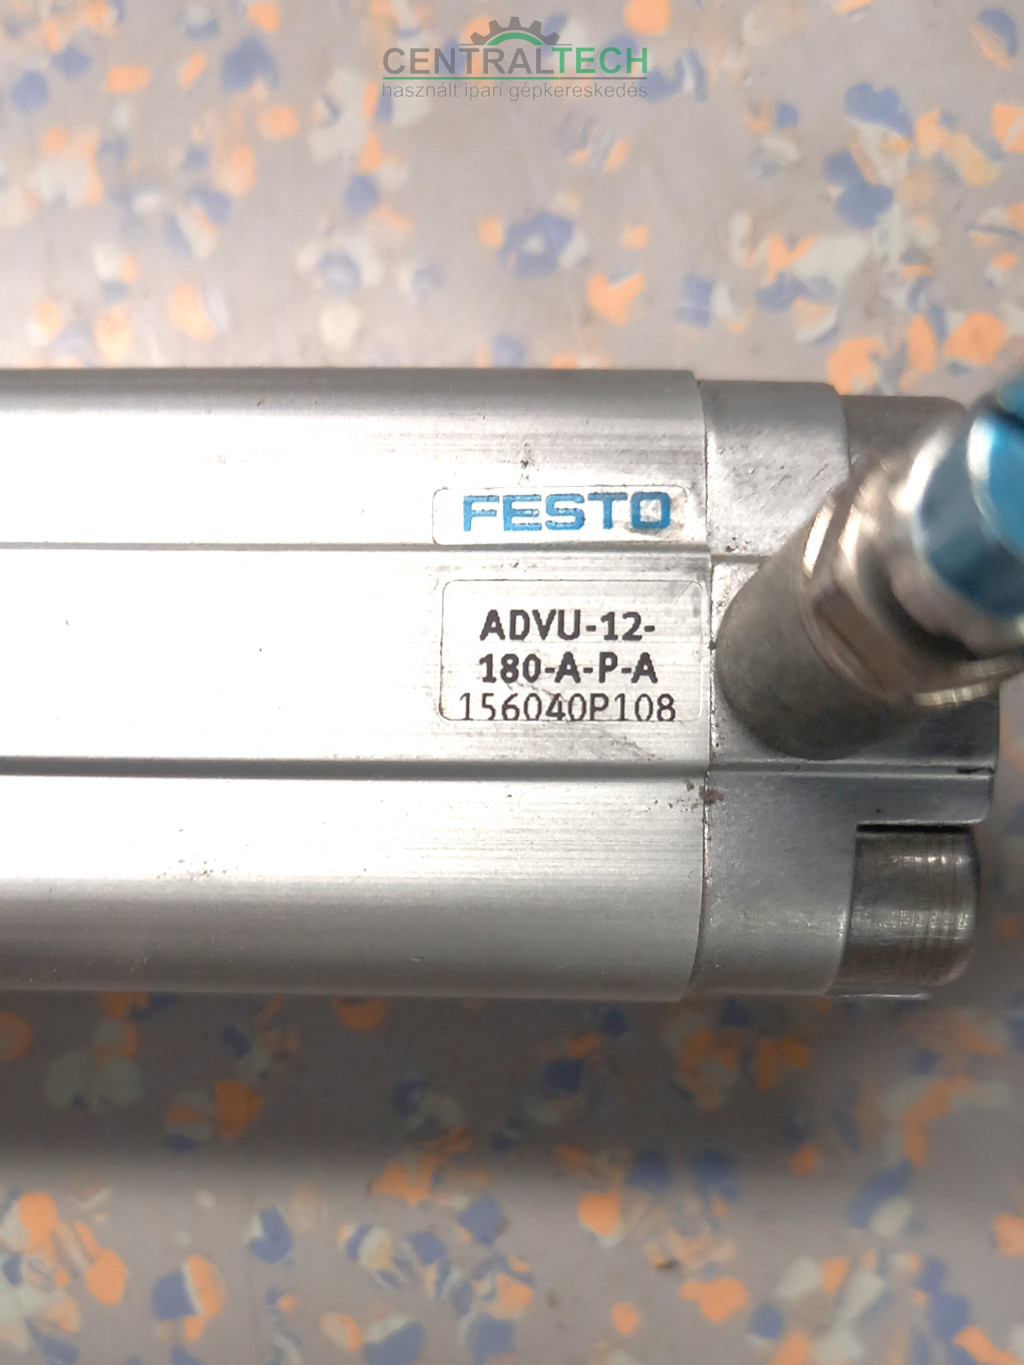 CENTRALTECH
használt ipari gépkereskedés
FESTO
ADVU-12-
180-A-P-A
156040P108